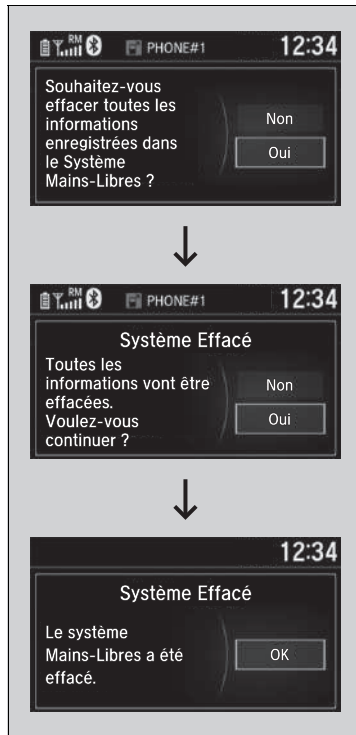 RM PHONE#1 12:34
Souhaitez-vous
effacer toutes les
informations
enregistrées dans
le Système
Mains-Libres ?
Non
Oui
RM PHONE#1 12:34
Système Effacé
Toutes les
informations vont être
effacées.
Voulez-vous
continuer ?
Non
Oui
12:34
Système Effacé
Le système
Mains-Libres a été
effacé.
OK